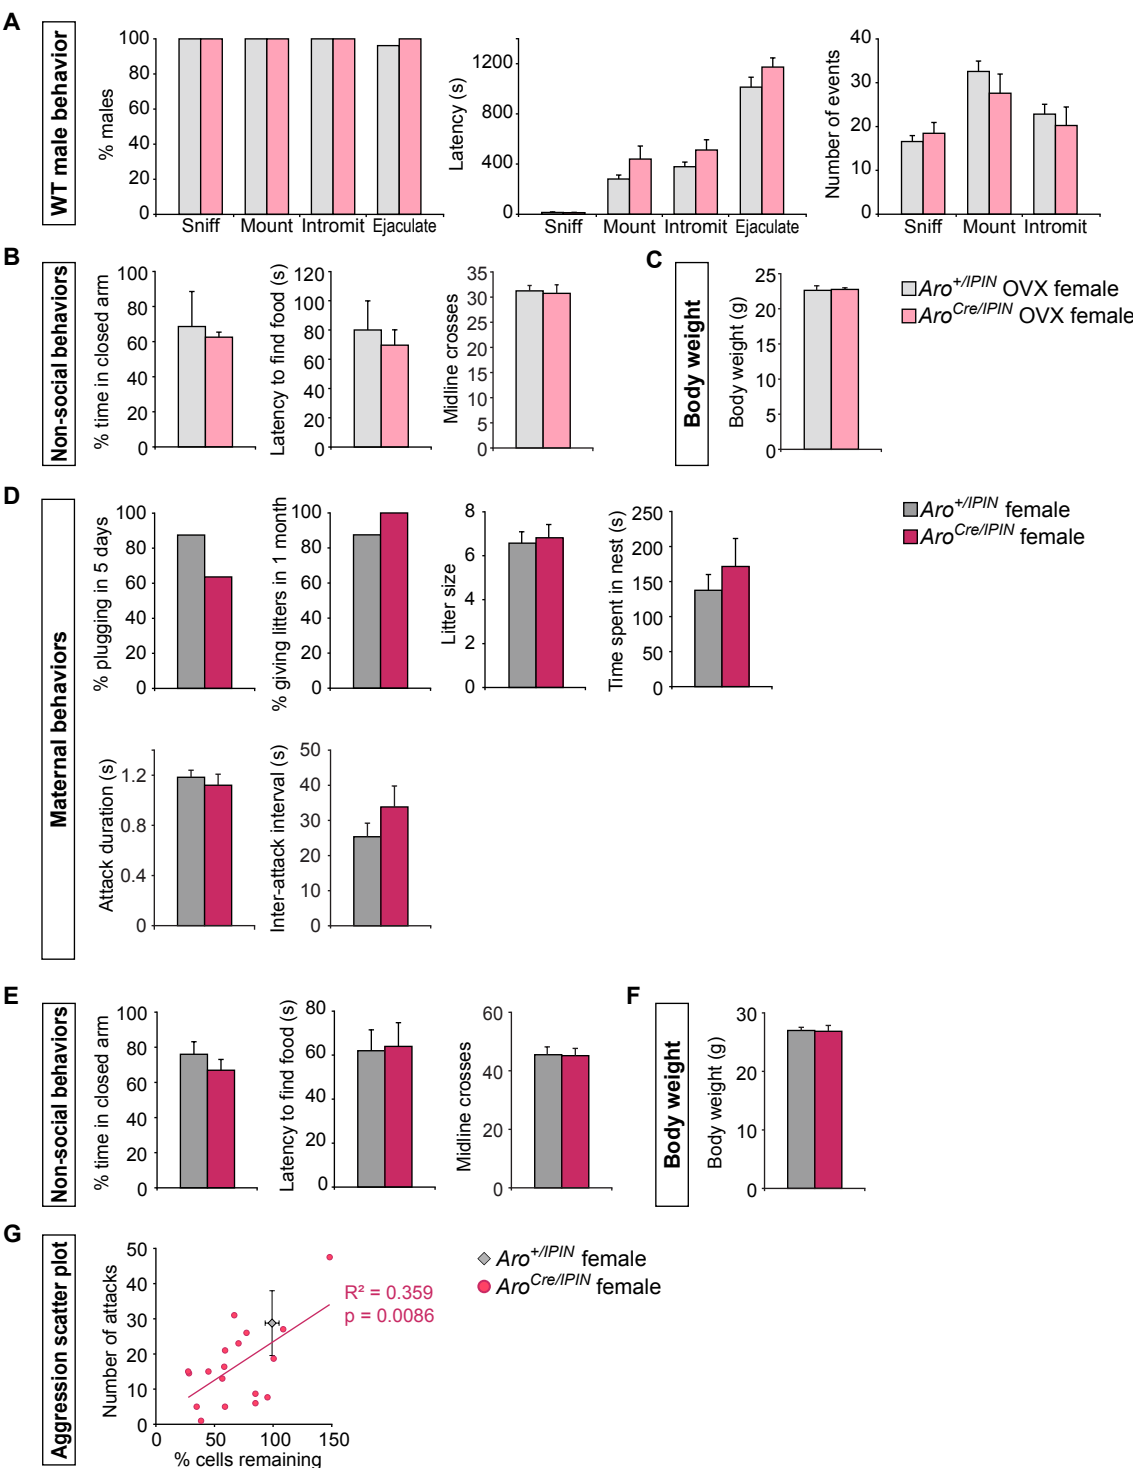 A
WT male behavior
% males
100
80
60
40
20
0
Sniff
Mount
Intromit
Ejaculate
Latency (s)
1200
800
400
0
Sniff
Mount
Intromit
Ejaculate
Number of events
40
30
20
10
0
Sniff
Mount
Intromit
B
Non-social behaviors
% time in closed arm
100
80
60
40
20
0
Latency to find food (s)
120
100
80
60
40
20
0
Midline crosses
35
30
25
20
15
10
5
0
C
Body weight
Body weight (g)
25
20
15
10
5
0
Aro+/IPIN OVX female
AroCre/IPIN OVX female
D
Maternal behaviors
% plugging in 5 days
100
80
60
40
20
0
% giving litters in 1 month
100
80
60
40
20
0
Litter size
8
6
4
2
0
Time spent in nest (s)
250
200
150
100
50
0
Aro+/IPIN female
AroCre/IPIN female
Attack duration (s)
1.2
0.8
0.4
0
Inter-attack interval (s)
50
40
30
20
10
0
E
Non-social behaviors
% time in closed arm
100
80
60
40
20
0
Latency to find food (s)
80
60
40
20
0
Midline crosses
60
40
20
0
F
Body weight
Body weight (g)
30
20
10
0
G
Aggression scatter plot
Number of attacks
50
40
30
20
10
0
0
50
100
150
% cells remaining
R² = 0.359
p = 0.0086
Aro+/IPIN female
AroCre/IPIN female